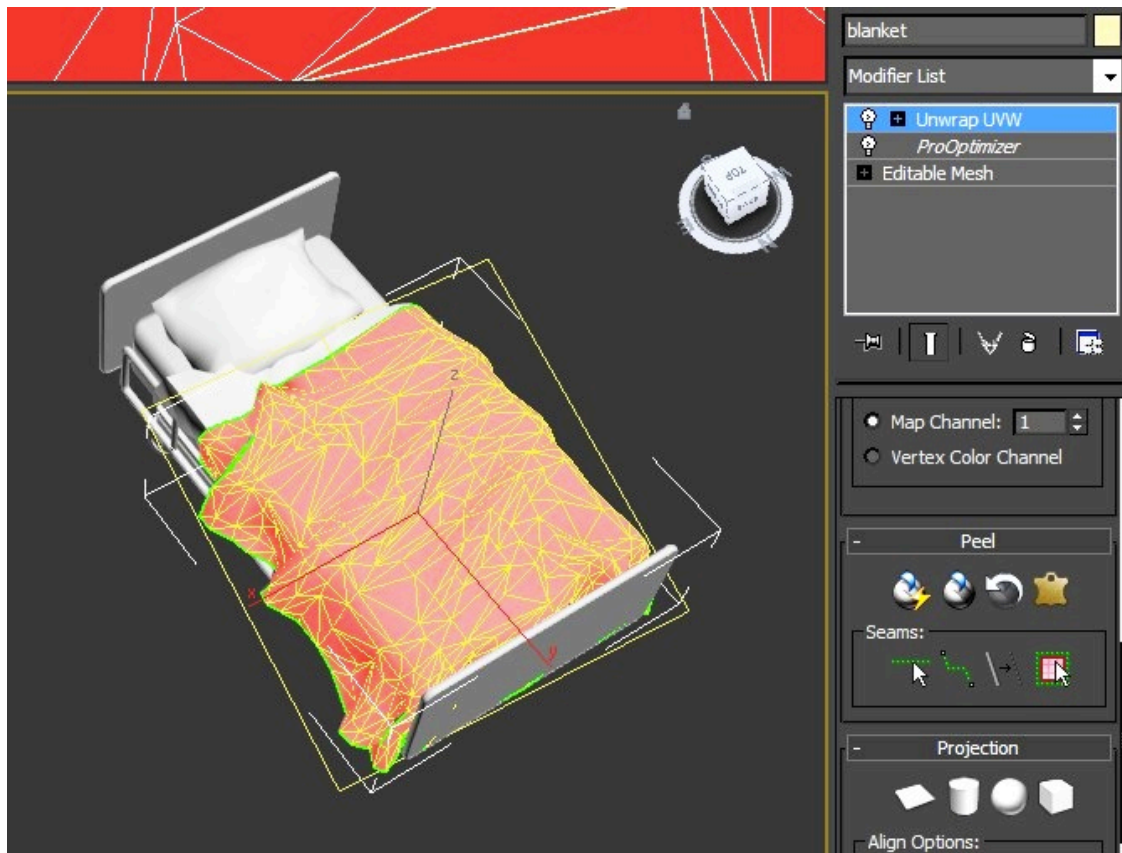 blanket
Modifier List
Unwrap UVW
ProOptimizer
Editable Mesh
TOP
z
x
y
Map Channel: 1
Vertex Color Channel
- Peel
Seams:
- Projection
Align Options: